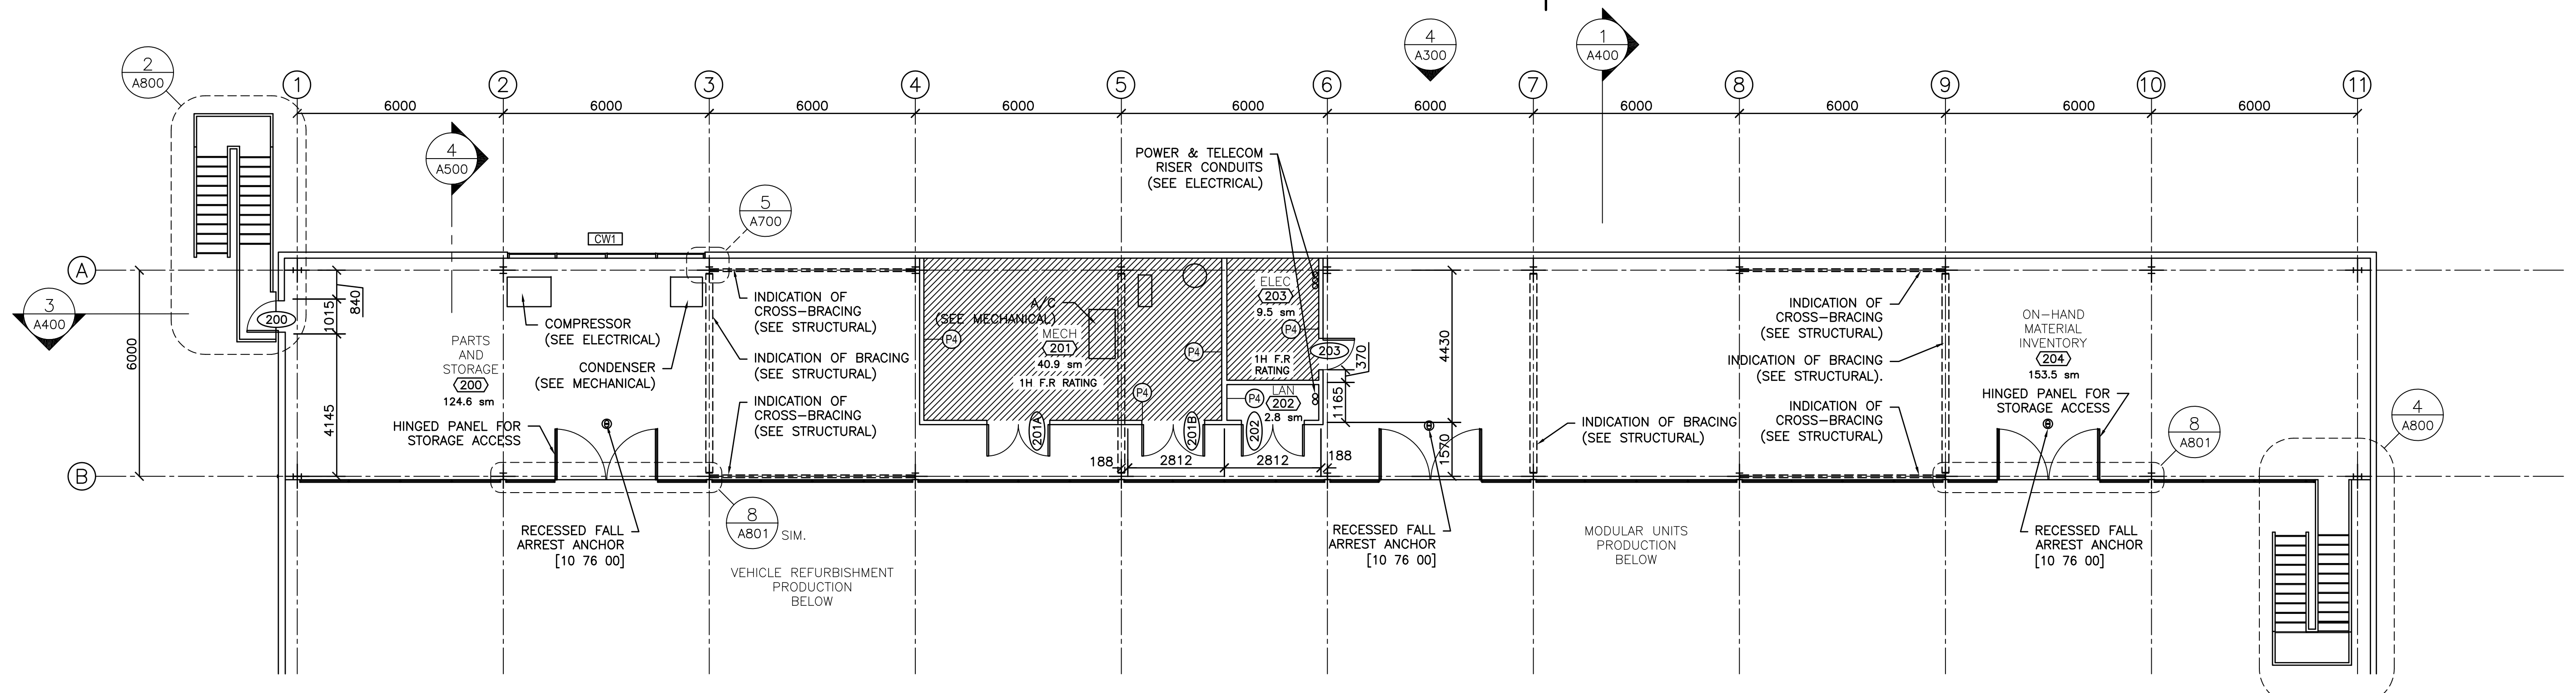 2
A800
4
A300
1
A400
1
2
3
4
5
6
7
8
9
10
11
6000
6000
6000
6000
6000
6000
6000
6000
6000
6000
4
A500
POWER & TELECOM
RISER CONDUITS
(SEE ELECTRICAL)
5
A700
CW1
A
3
A400
1015
840
200
6000
4145
PARTS
AND
STORAGE
200
124.6 sm
COMPRESSOR
(SEE ELECTRICAL)
CONDENSER
(SEE MECHANICAL)
HINGED PANEL FOR
STORAGE ACCESS
INDICATION OF
CROSS-BRACING
(SEE STRUCTURAL)
INDICATION OF BRACING
(SEE STRUCTURAL)
INDICATION OF
CROSS-BRACING
(SEE STRUCTURAL)
A/C
(SEE MECHANICAL)
MECH
201
40.9 sm
1H F.R RATING
P4
P4
P4
201A
201B
ELEC
203
9.5 sm
P4
1H F.R
RATING
203
370
LAN
202
2.8 sm
P4
202
1165
4430
1570
188
2812
2812
188
INDICATION OF BRACING
(SEE STRUCTURAL)
INDICATION OF
CROSS-BRACING
(SEE STRUCTURAL)
INDICATION OF BRACING
(SEE STRUCTURAL).
INDICATION OF
CROSS-BRACING
(SEE STRUCTURAL)
ON-HAND
MATERIAL
INVENTORY
204
153.5 sm
HINGED PANEL FOR
STORAGE ACCESS
4
A800
8
A801
B
RECESSED FALL
ARREST ANCHOR
[10 76 00]
8
A801
SIM.
VEHICLE REFURBISHMENT
PRODUCTION
BELOW
RECESSED FALL
ARREST ANCHOR
[10 76 00]
MODULAR UNITS
PRODUCTION
BELOW
RECESSED FALL
ARREST ANCHOR
[10 76 00]